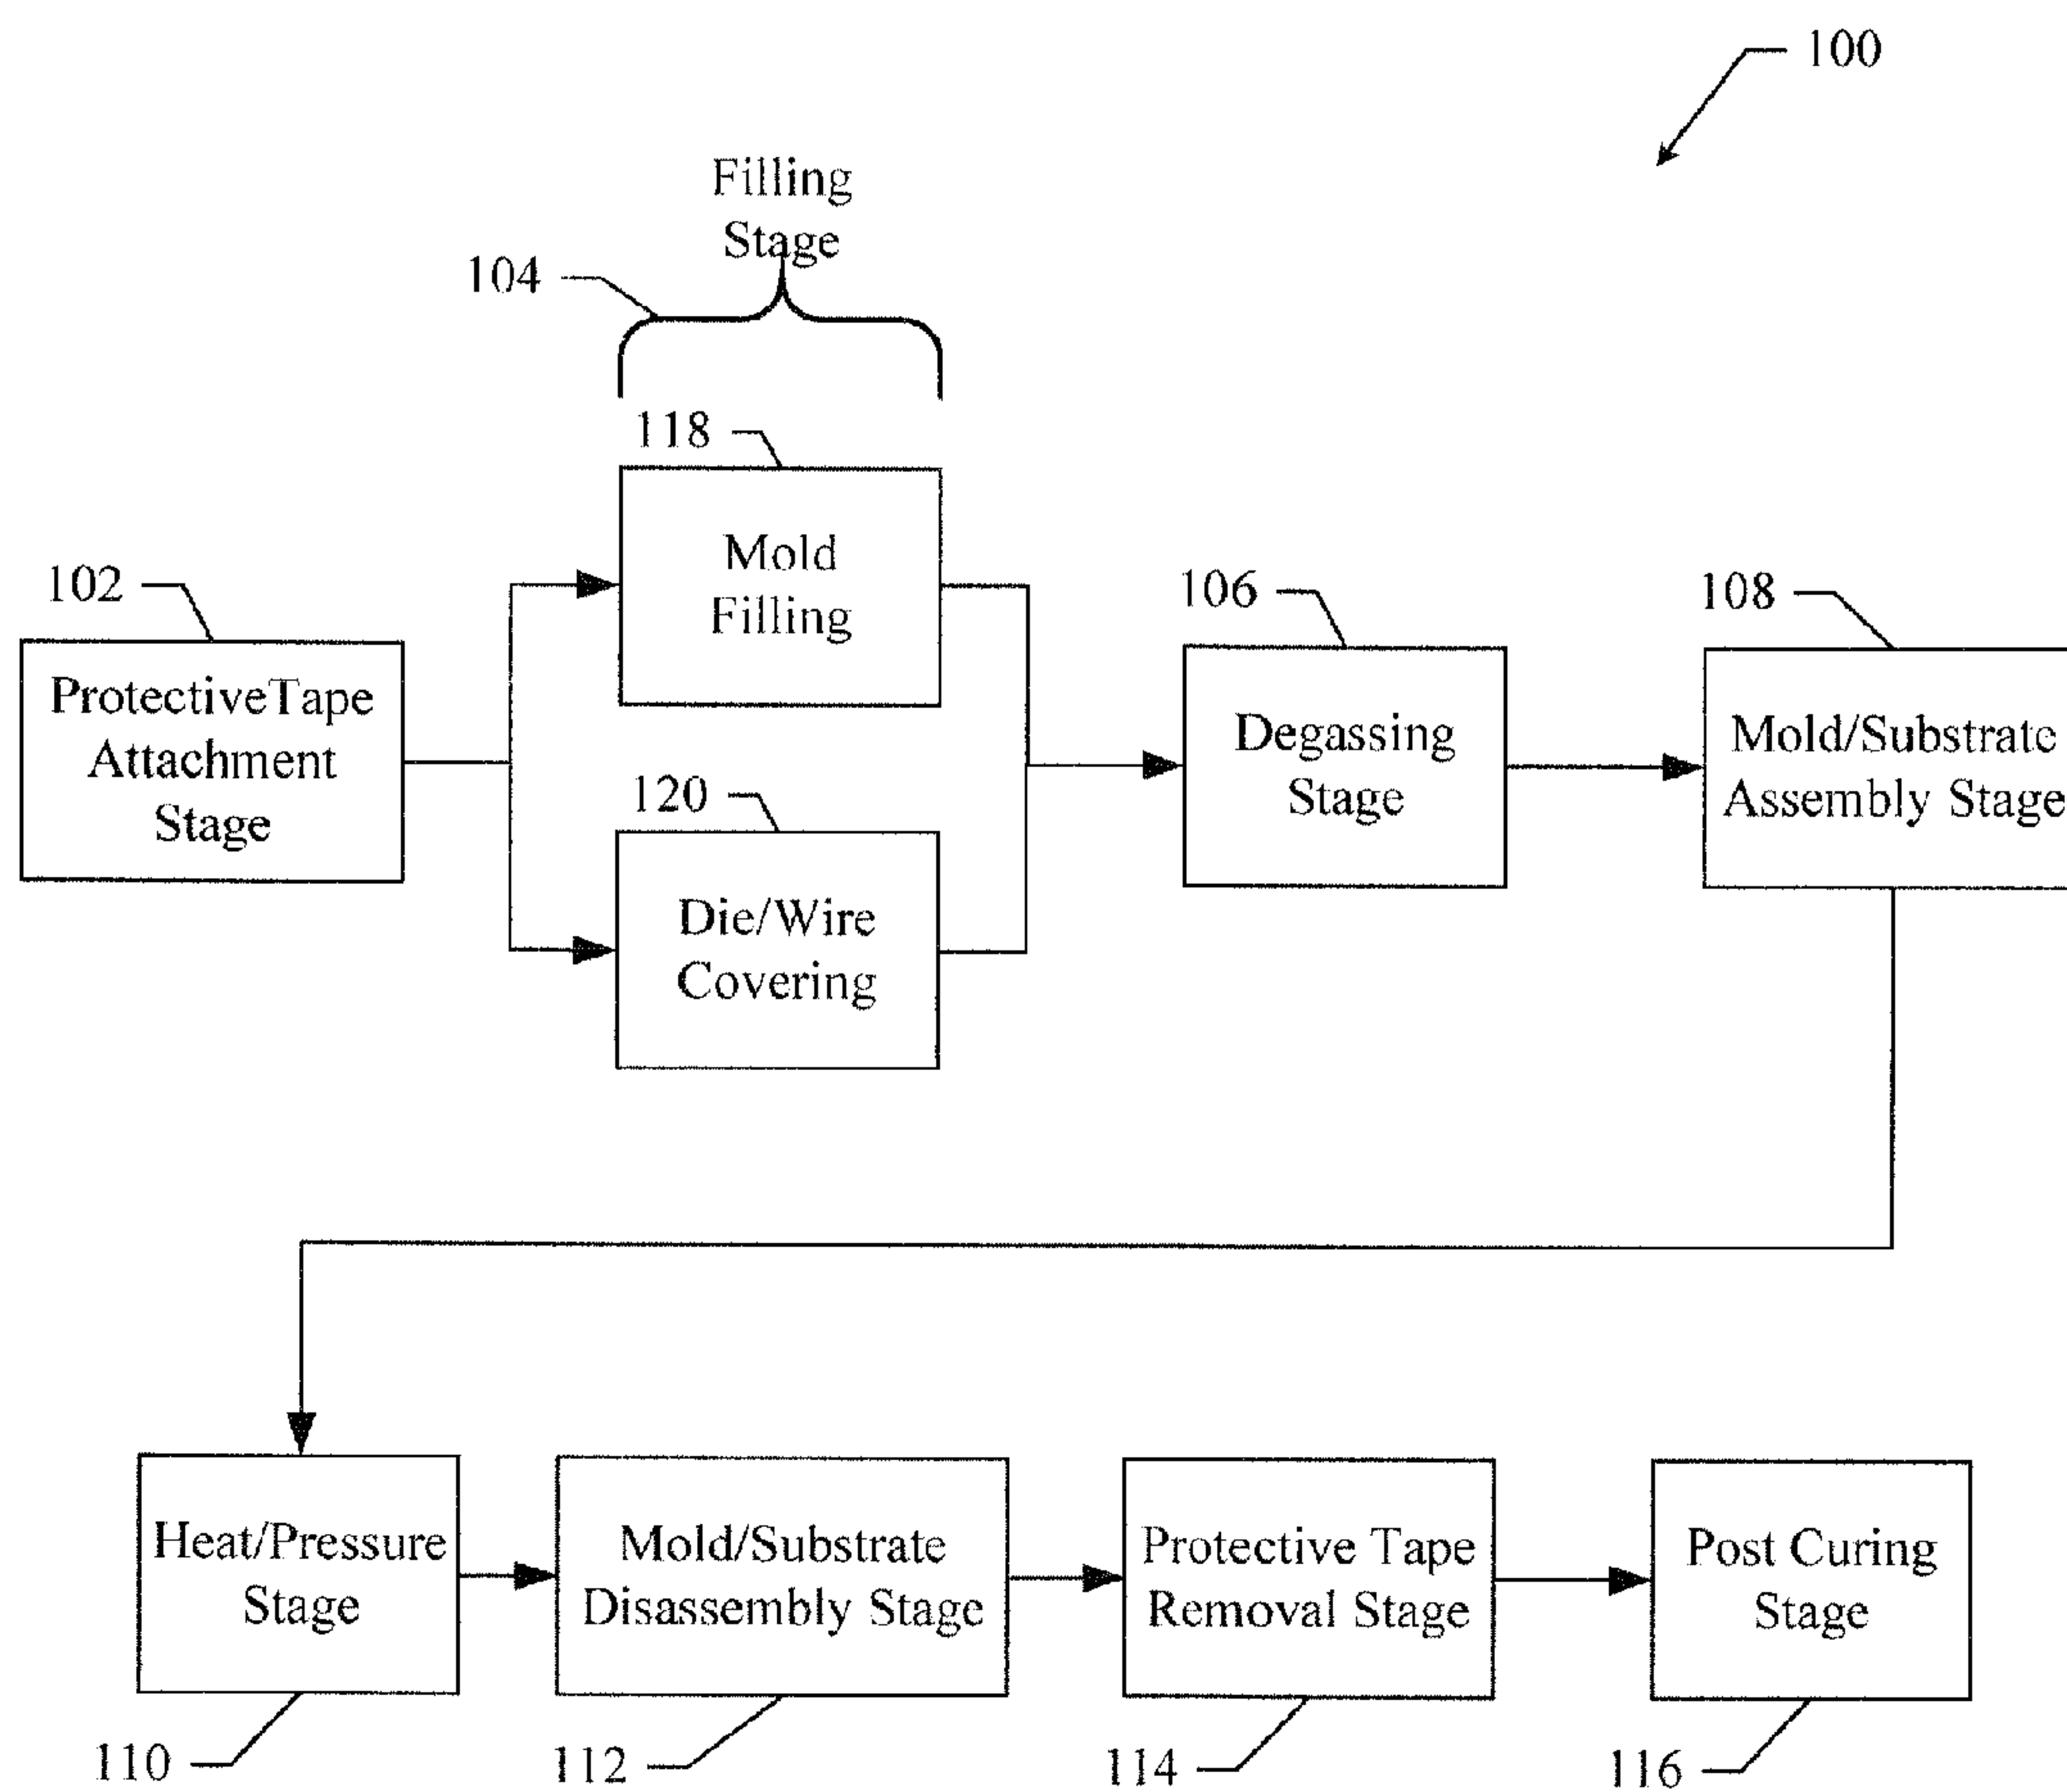 100
Filling
Stage
104
118
Mold
Filling
102
ProtectiveTape
Attachment
Stage
120
Die/Wire
Covering
106
Degassing
Stage
108
Mold/Substrate
Assembly Stage
Heat/Pressure
Stage
110
Mold/Substrate
Disassembly Stage
112
Protective Tape
Removal Stage
114
Post Curing
Stage
116